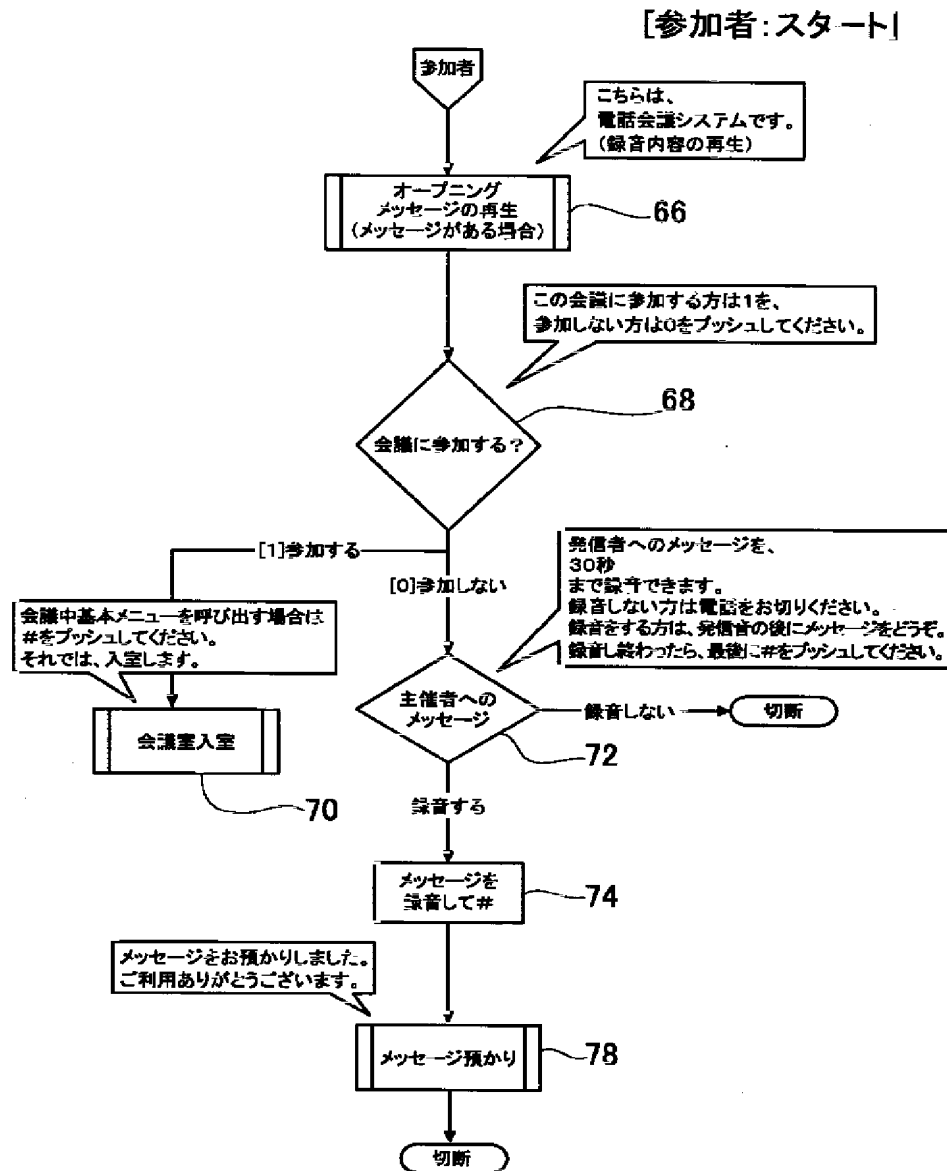 [参加者:スタート]
参加者
こちらは、
電話会議システムです。
(録音内容の再生)
オープニング
メッセージの再生
(メッセージがある場合)
66
この会議に参加する方は1を、
参加しない方は0をプッシュしてください。
68
会議に参加する?
[1]参加する
[0]参加しない
発信者へのメッセージを、
30秒
まで録音できます。
録音しない方は電話をお切りください。
録音をする方は、発信音の後にメッセージをどうぞ。
録音し終わったら、最後に#をプッシュしてください。
会議中基本メニューを呼び出す場合は
#をプッシュしてください。
それでは、入室します。
会議室入室
70
主催者への
メッセージ
72
録音しない
切断
録音する
メッセージを
録音して#
74
メッセージをお預かりしました。
ご利用ありがとうございます。
メッセージ預かり
78
切断